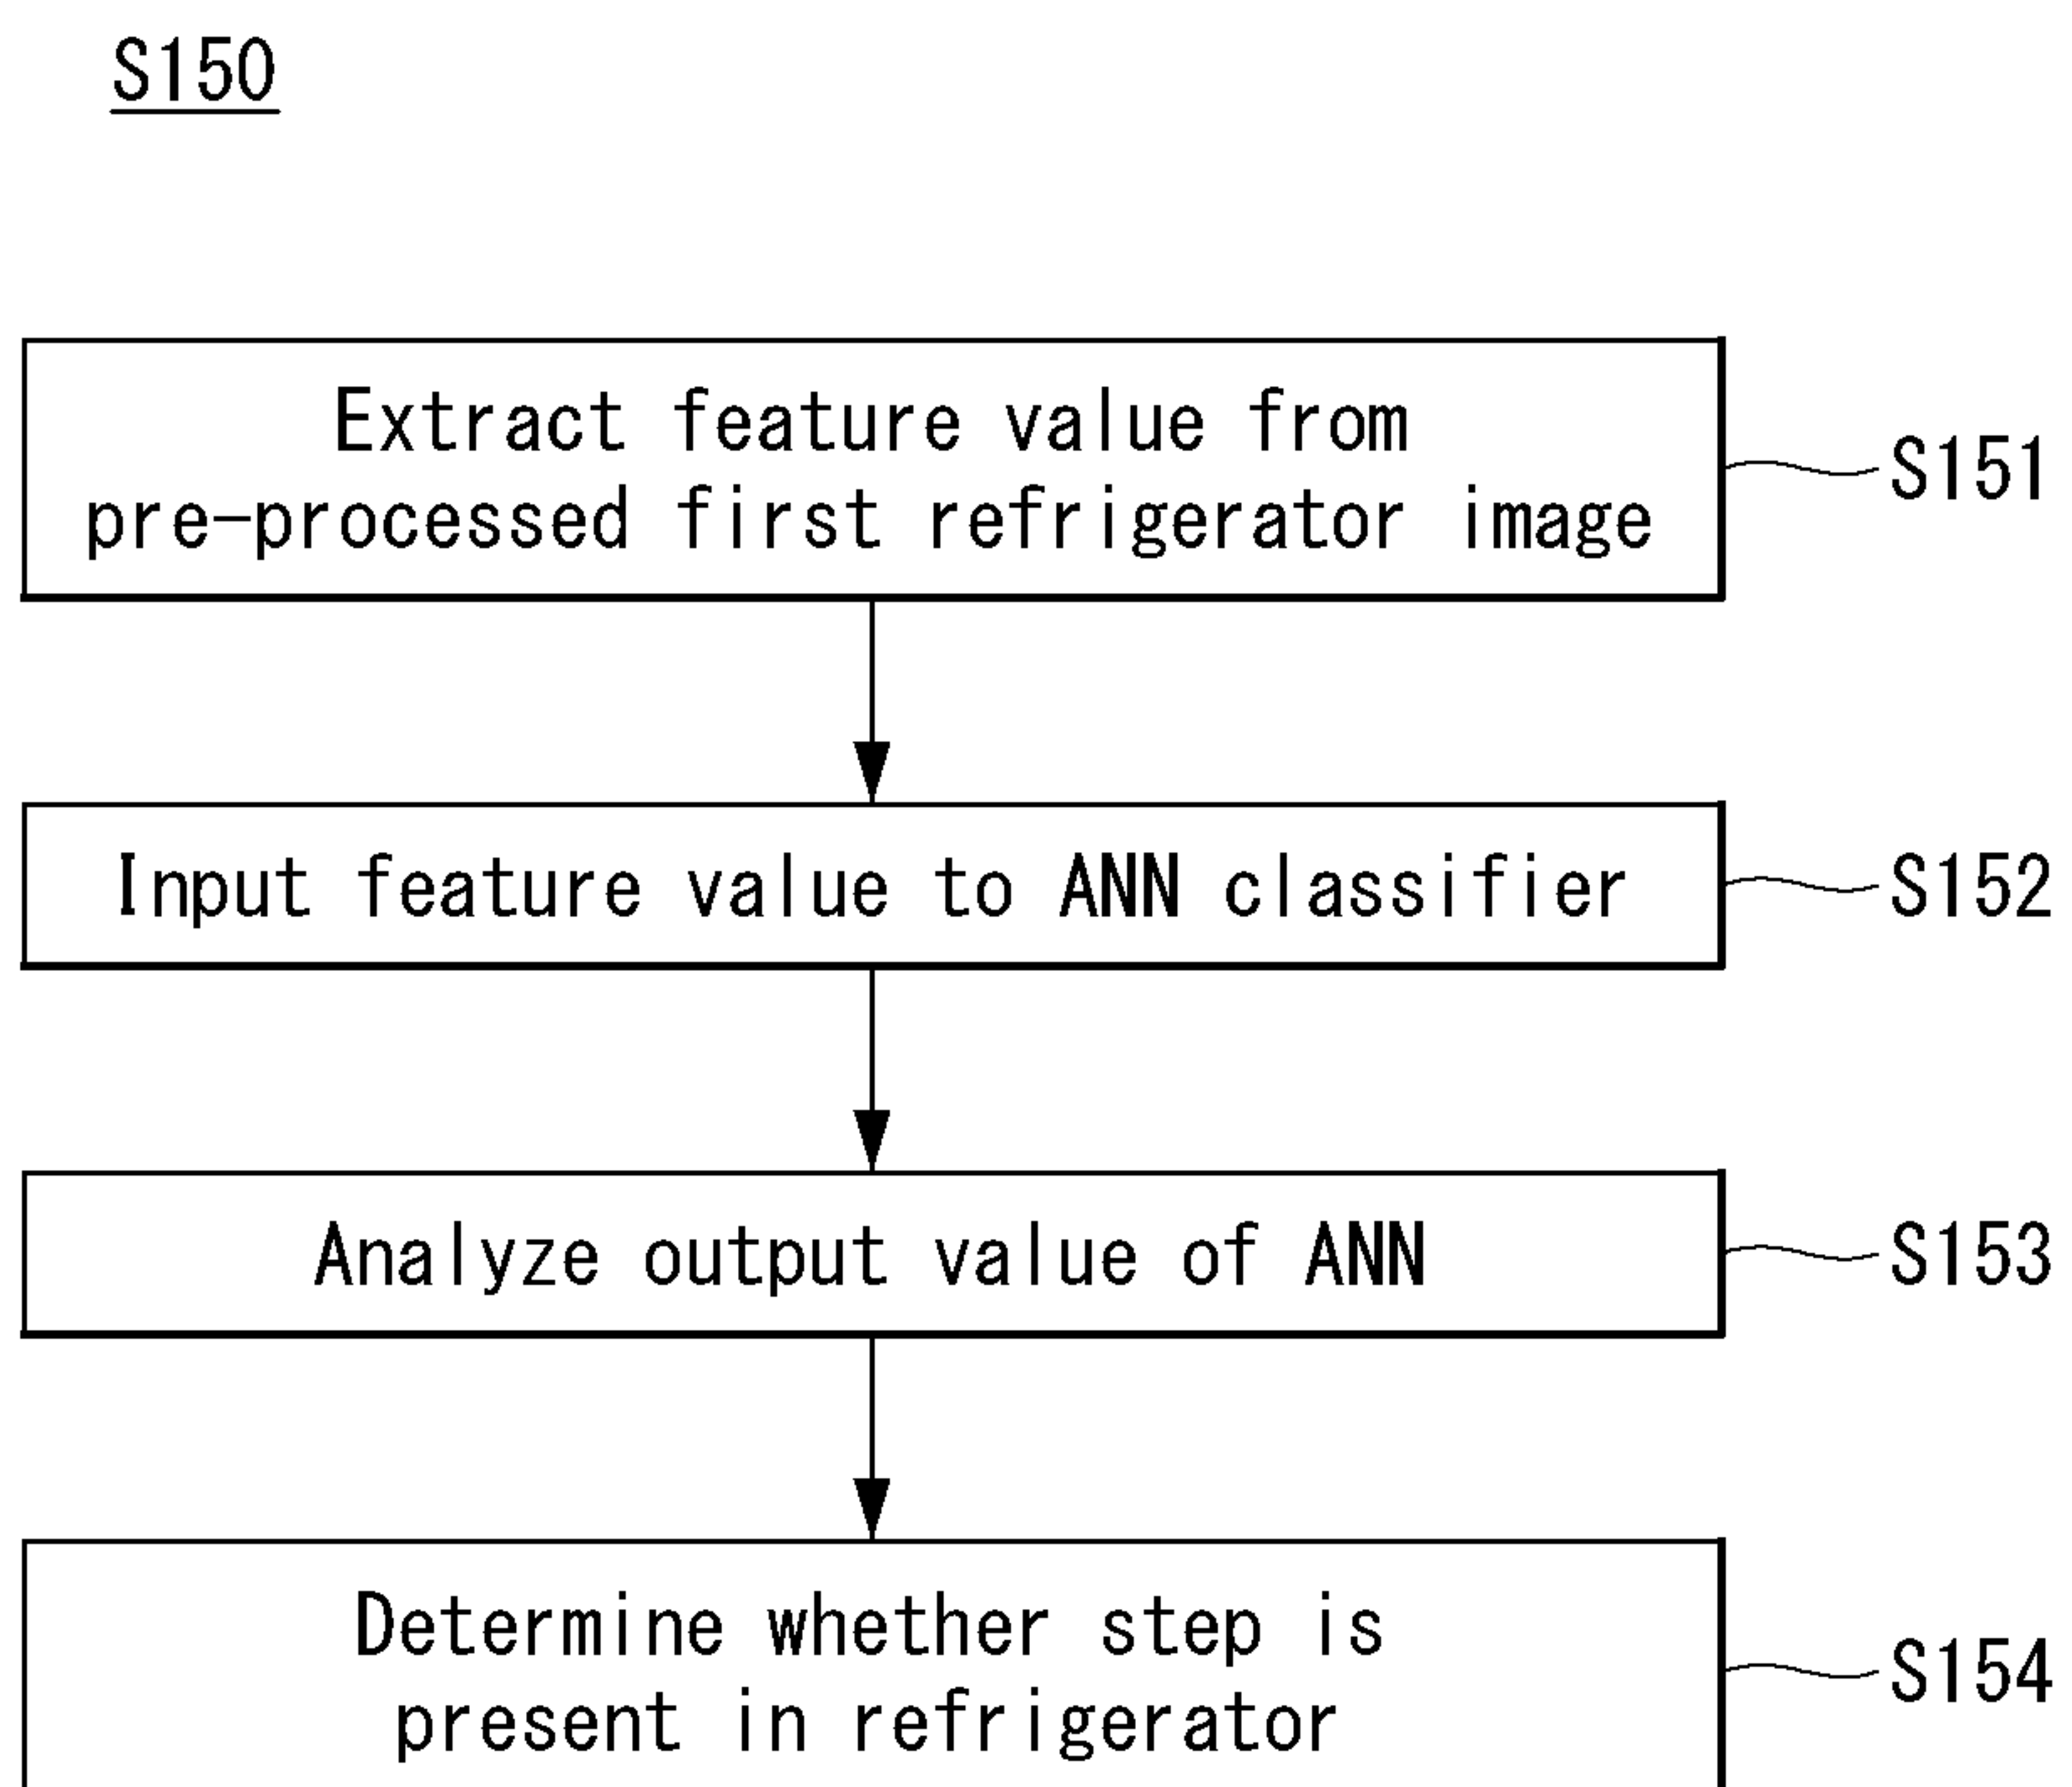 S150
Extract feature value from
pre-processed first refrigerator image
S151
Input feature value to ANN classifier
S152
Analyze output value of ANN
S153
Determine whether step is
present in refrigerator
S154